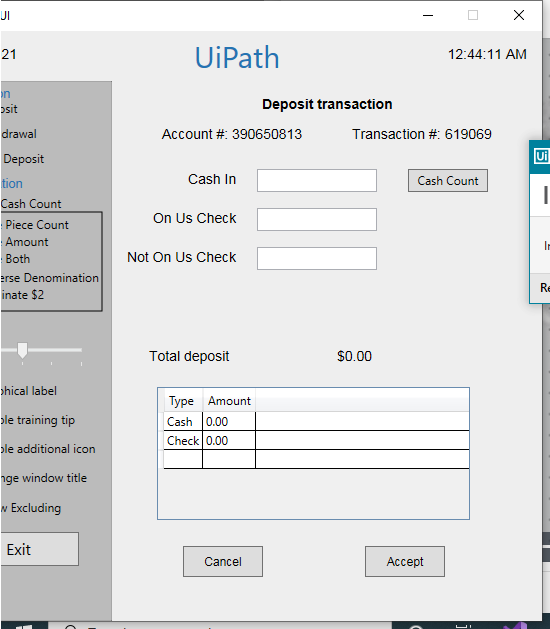 UI
21
UiPath
12:44:11 AM
Deposit transaction
Account #: 390650813
Transaction #: 619069
Cash In
Cash Count
On Us Check
Not On Us Check
Total deposit
$0.00
Type Amount
Cash 0.00
Check 0.00
Cancel
Accept
on
osit
drawal
Deposit
tion
Cash Count
Piece Count
Amount
Both
erse Denomination
inate $2
phical label
ble training tip
ble additional icon
nge window title
w Excluding
Exit
Ui
In
Re